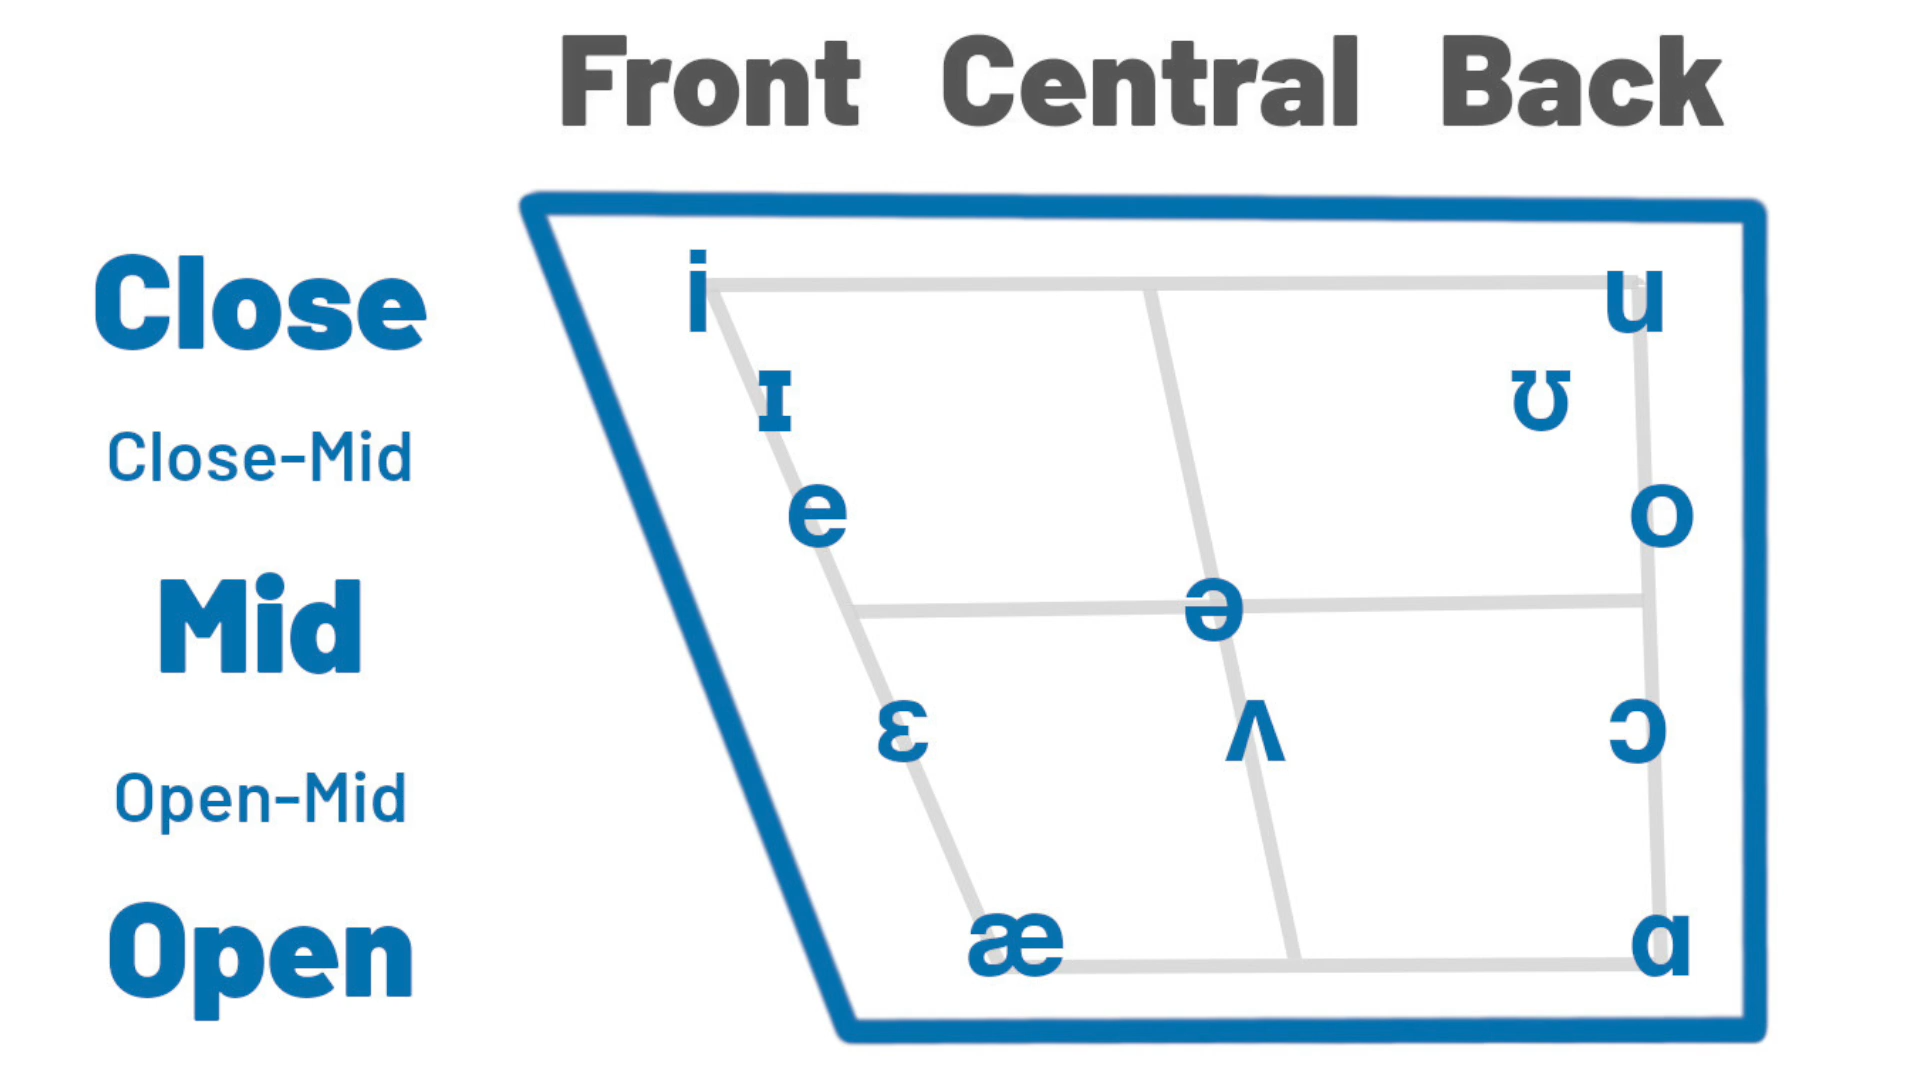 Front Central Back
Close i u
ɪ ʊ
Close-Mid
e o
Mid ə
ɛ ʌ ɔ
Open-Mid
Open æ ɑ